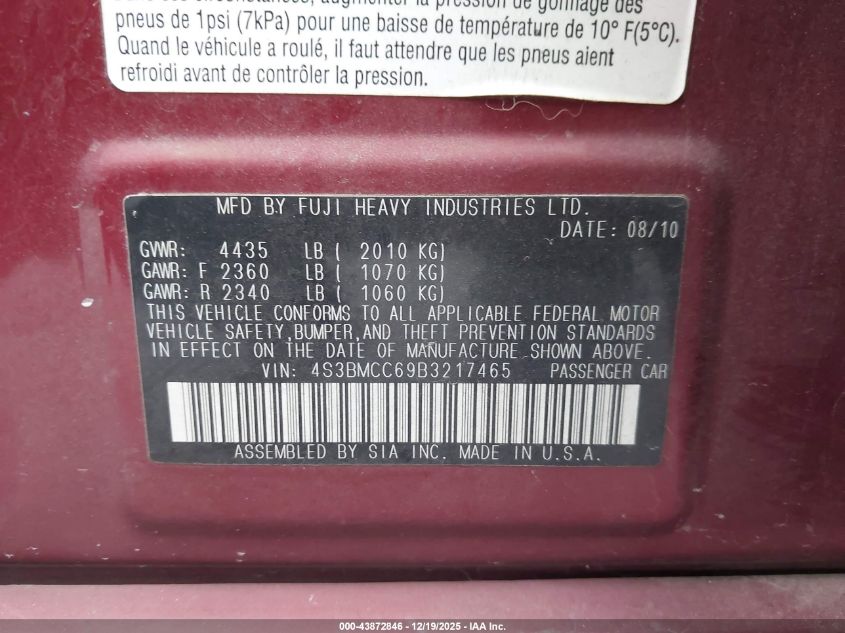 pneus de 1psi (7kPa) pour une baisse de température de 10° F(5°C).
Quand le véhicule a roulé, il faut attendre que les pneus aient
refroidi avant de contrôler la pression.
MFD BY FUJI HEAVY INDUSTRIES LTD.
DATE: 08/10
GVWR: 4435 LB ( 2010 KG)
GAWR: F 2360 LB ( 1070 KG)
GAWR: R 2340 LB ( 1060 KG)
THIS VEHICLE CONFORMS TO ALL APPLICABLE FEDERAL MOTOR
VEHICLE SAFETY,BUMPER,AND THEFT PREVENTION STANDARDS
IN EFFECT ON THE DATE OF MANUFACTURE SHOWN ABOVE.
VIN: 4S3BMCC69B3217465 PASSENGER CAR
ASSEMBLED BY SIA INC. MADE IN U.S.A.
000-43872846 - 12/19/2025 - IAA Inc.